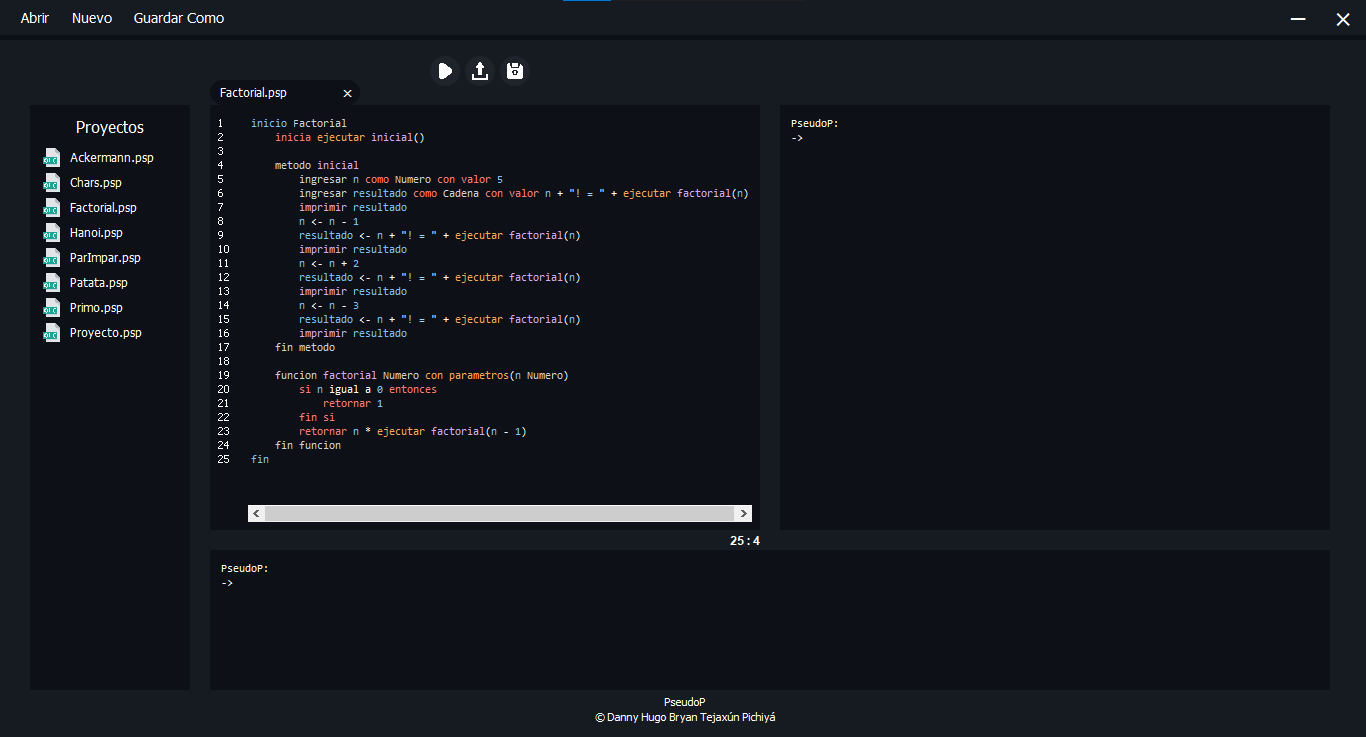 Abrir Nuevo Guardar Como
Factorial.psp
Proyectos
Ackermann.psp
Chars.psp
Factorial.psp
Hanoi.psp
ParImpar.psp
Patata.psp
Primo.psp
Proyecto.psp
1 inicio Factorial
2 inicia ejecutar inicial()
3
4 metodo inicial
5 ingresar n como Numero con valor 5
6 ingresar resultado como Cadena con valor n + "! = " + ejecutar factorial(n)
7 imprimir resultado
8 n <- n - 1
9 resultado <- n + "! = " + ejecutar factorial(n)
10 imprimir resultado
11 n <- n + 2
12 resultado <- n + "! = " + ejecutar factorial(n)
13 imprimir resultado
14 n <- n - 3
15 resultado <- n + "! = " + ejecutar factorial(n)
16 imprimir resultado
17 fin metodo
18
19 funcion factorial Numero con parametros(n Numero)
20 si n igual a 0 entonces
21 retornar 1
22 fin si
23 retornar n * ejecutar factorial(n - 1)
24 fin funcion
25 fin
25 : 4
PseudoP:
->
PseudoP:
->
PseudoP
© Danny Hugo Bryan Tejaxún Pichiyá